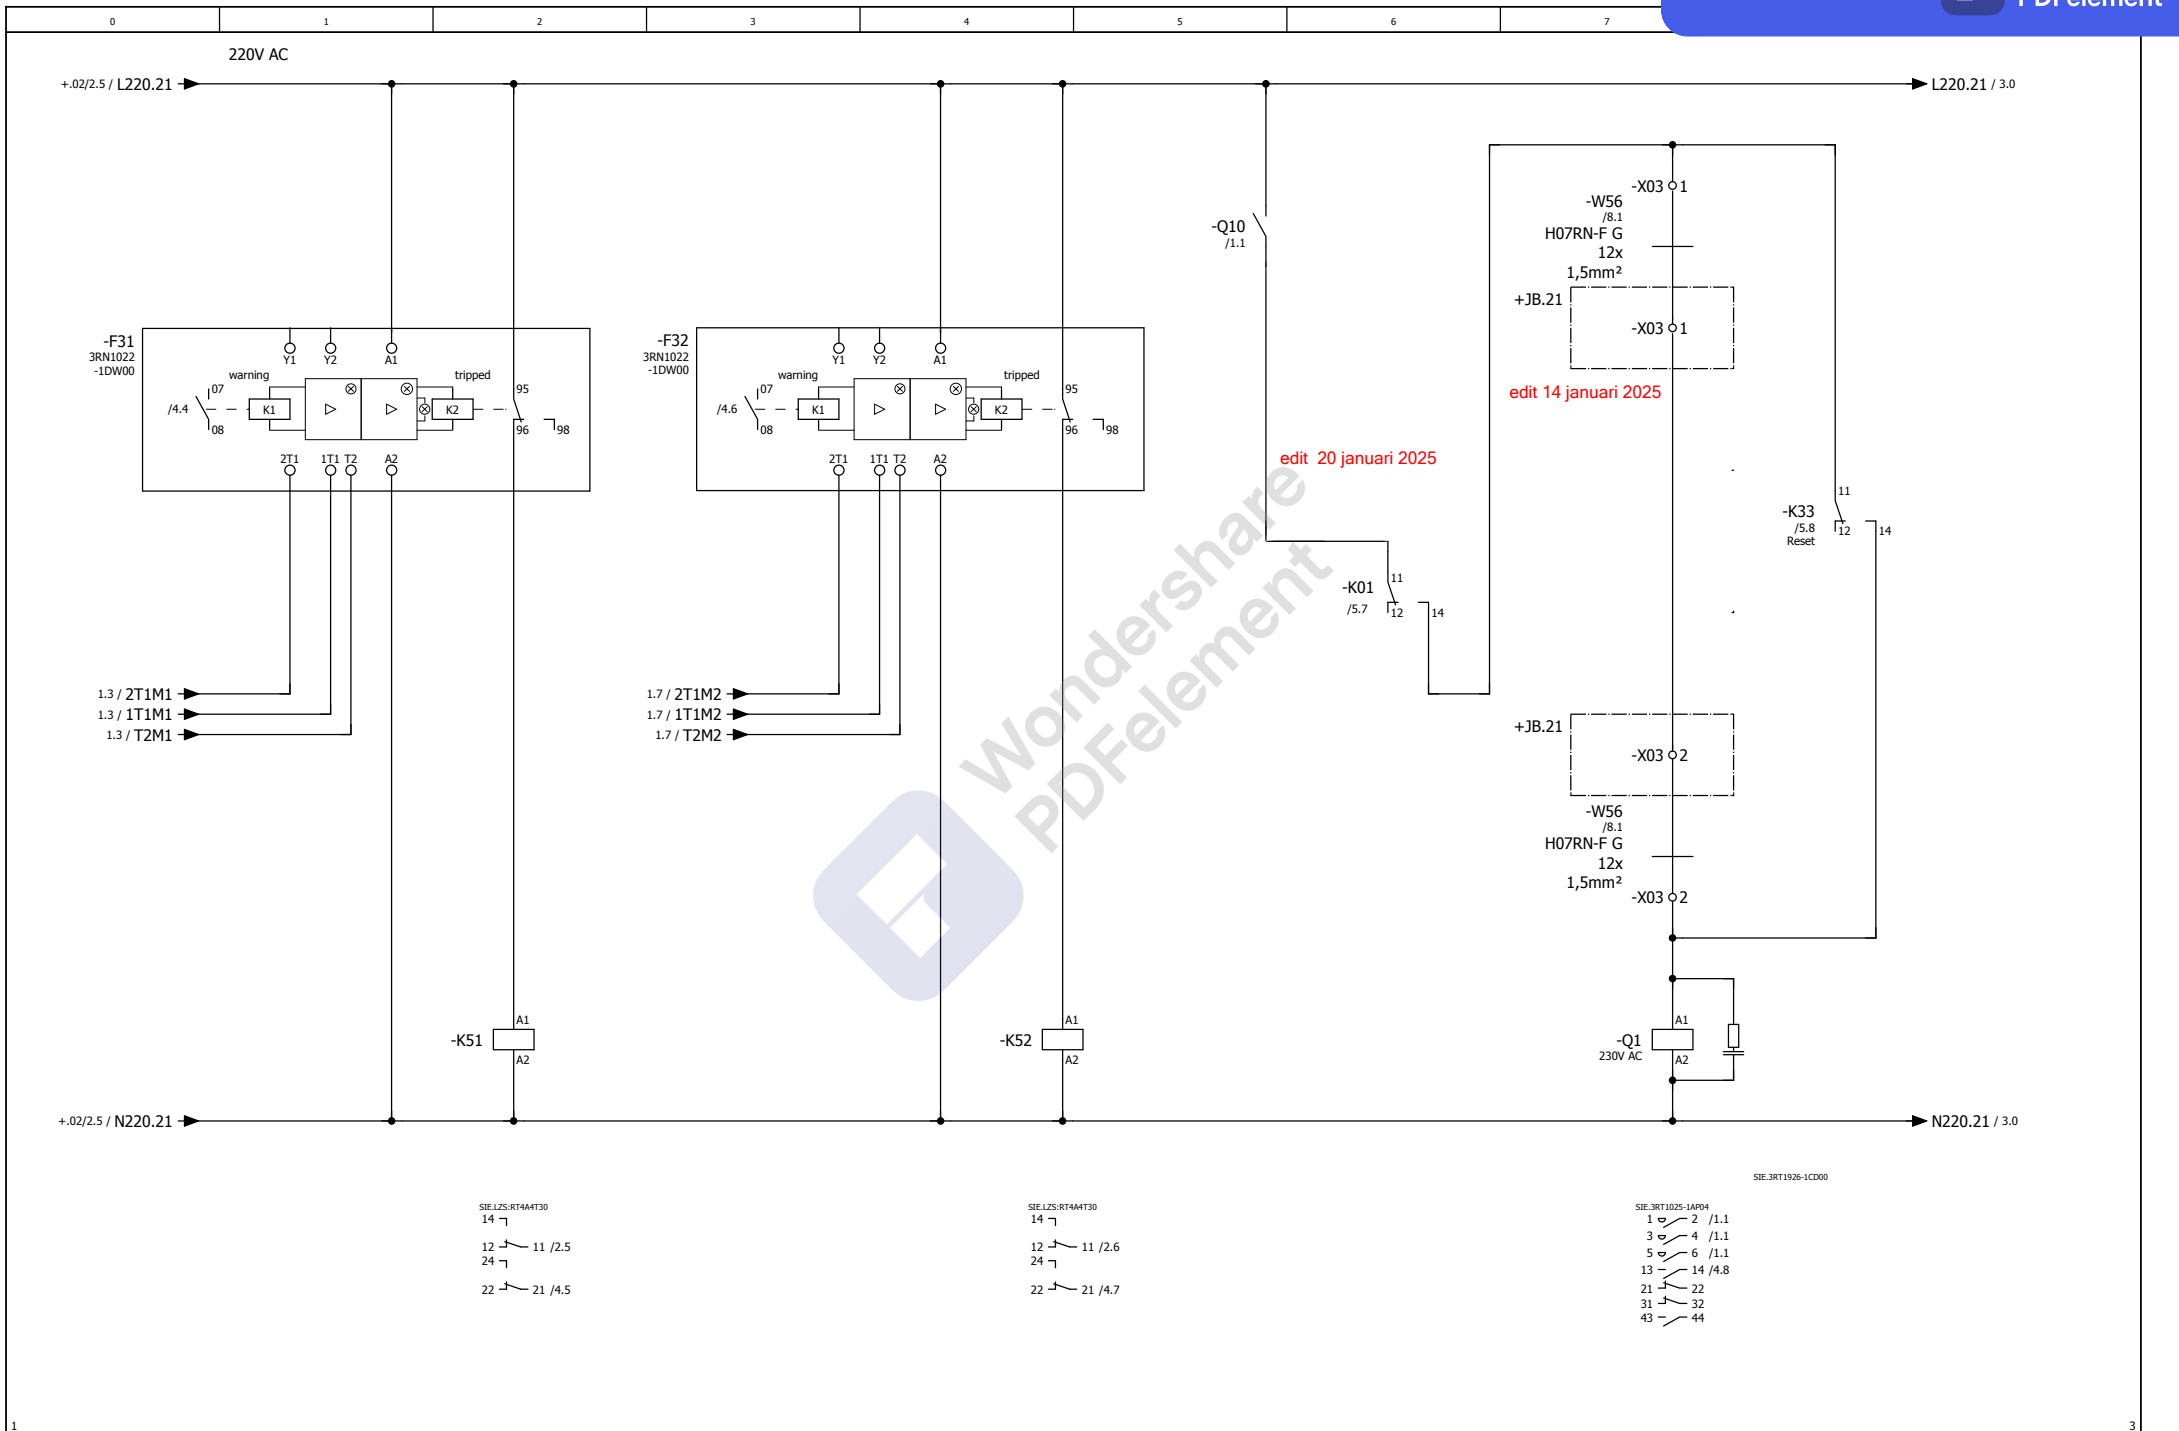 0 1 2 3 4 5 6 7
PDFelement
220V AC
+.02/2.5 / L220.21
L220.21 / 3.0
-X03 1
-W56
/8.1
H07RN-F G
12x
1,5mm²
-Q10
/1.1
+JB.21
-X03 1
edit 14 januari 2025
-F31
3RN1022
-1DW00
Y1 Y2 A1
warning
tripped
/4.4
07
08
K1
K2
95
96
98
2T1 1T1 T2 A2
-F32
3RN1022
-1DW00
Y1 Y2 A1
warning
tripped
/4.6
07
08
K1
K2
95
96
98
2T1 1T1 T2 A2
edit 20 januari 2025
-K33
/5.8
Reset
11
12
14
-K01
/5.7
11
12
14
1.3 / 2T1M1
1.3 / 1T1M1
1.3 / T2M1
1.7 / 2T1M2
1.7 / 1T1M2
1.7 / T2M2
Wondershare
PDFelement
+JB.21
-X03 2
-W56
/8.1
H07RN-F G
12x
1,5mm²
-X03 2
-K51
A1
A2
-K52
A1
A2
-Q1
230V AC
A1
A2
+.02/2.5 / N220.21
N220.21 / 3.0
SIE.3RT1926-1CD00
SIE.LZS:RT4A4T30
14
12 11 /2.5
24
22 21 /4.5
SIE.LZS:RT4A4T30
14
12 11 /2.6
24
22 21 /4.7
SIE.3RT1025-1AP04
1 2 /1.1
3 4 /1.1
5 6 /1.1
13 14 /4.8
21 22
31 32
43 44
1
3